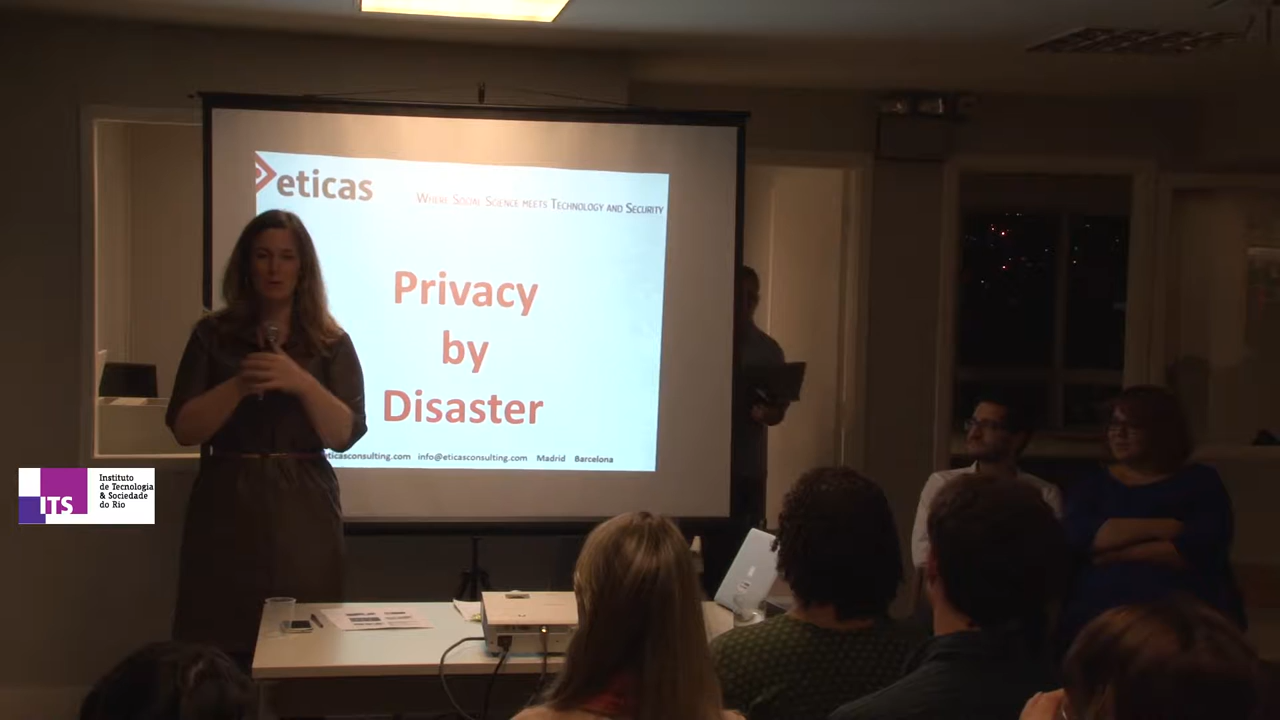 eticas
Where Social Science meets Technology and Security
Privacy
by
Disaster
eticasconsulting.com info@eticasconsulting.com Madrid Barcelona
ITS
Instituto
de Tecnologia
& Sociedade
do Rio